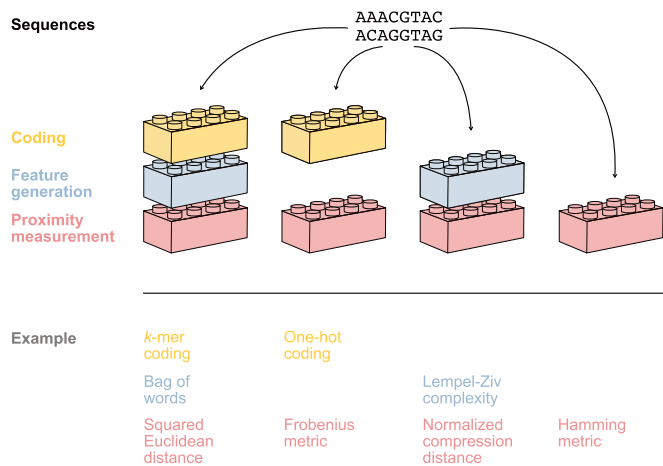 Sequences
AAACGTAC
ACAGGTAG
Coding
Feature
generation
Proximity
measurement
Example
k-mer
coding
One-hot
coding
Bag of
words
Lempel-Ziv
complexity
Squared
Euclidean
distance
Frobenius
metric
Normalized
compression
distance
Hamming
metric